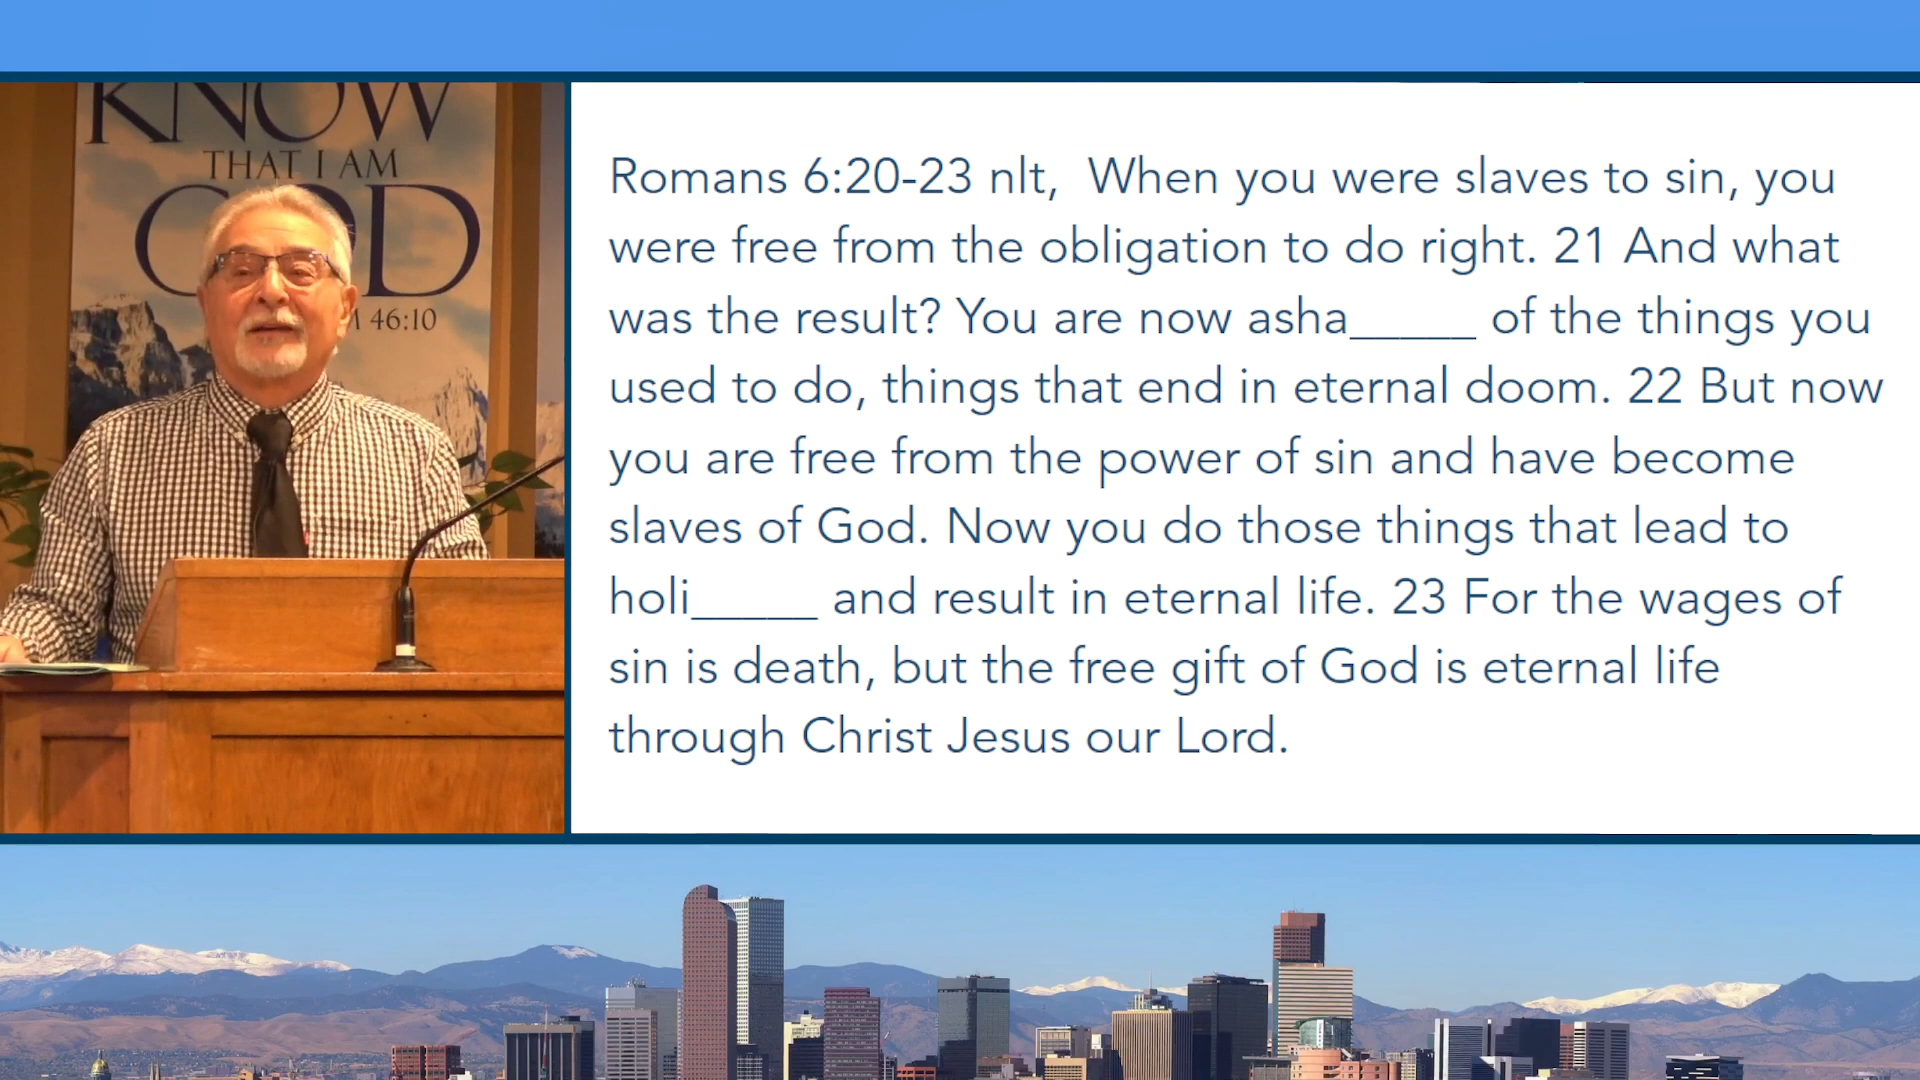 KNOW
THAT I AM
GOD
46:10
Romans 6:20-23 nlt, When you were slaves to sin, you
were free from the obligation to do right. 21 And what
was the result? You are now asha_____ of the things you
used to do, things that end in eternal doom. 22 But now
you are free from the power of sin and have become
slaves of God. Now you do those things that lead to
holi_____ and result in eternal life. 23 For the wages of
sin is death, but the free gift of God is eternal life
through Christ Jesus our Lord.